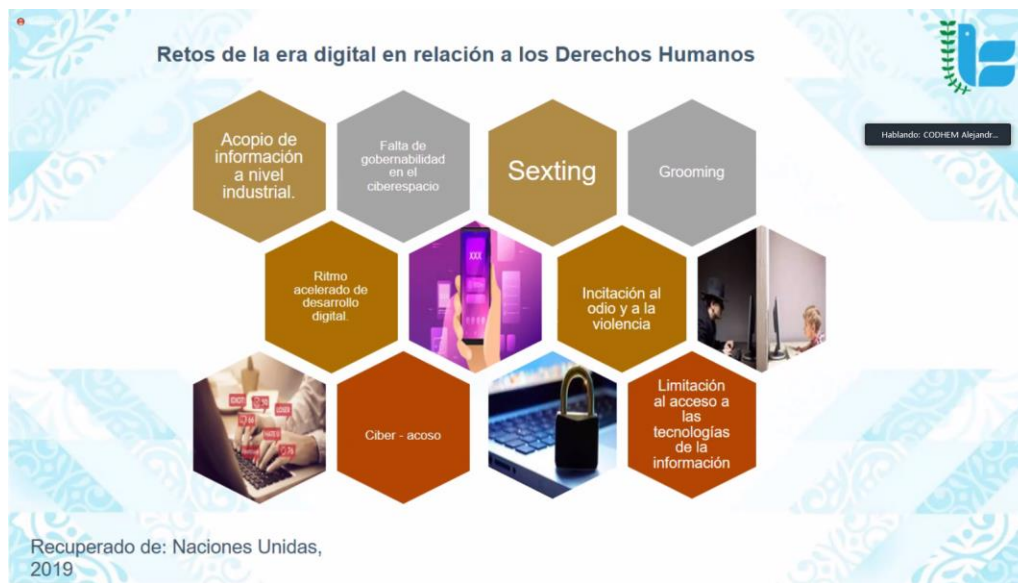 Retos de la era digital en relación a los Derechos Humanos
Hablando: CODHEM Alejandr...
Acopio de
información
a nivel
industrial.
Falta de
gobernabilidad
en el
ciberespacio
Sexting
Grooming
Ritmo
acelerado de
desarrollo
digital.
XXX
Incitación al
odio y a la
violencia
Ciber - acoso
Limitación
al acceso a
las
tecnologías
de la
información
Recuperado de: Naciones Unidas,
2019